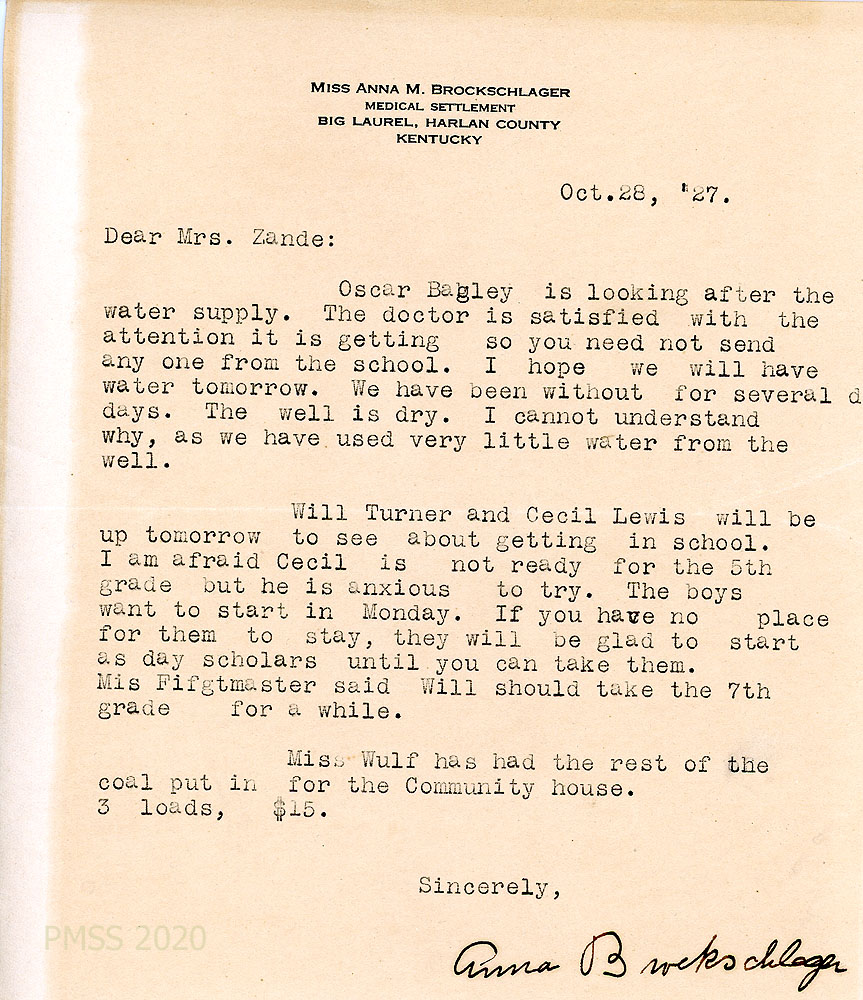 MISS ANNA M. BROCKSCHLAGER
MEDICAL SETTLEMENT
BIG LAUREL, HARLAN COUNTY
KENTUCKY
Oct.28, '27.
Dear Mrs. Zande:
Oscar Bagley is looking after the
water supply. The doctor is satisfied with the
attention it is getting so you need not send
any one from the school. I hope we will have
water tomorrow. We have been without for several d
days. The well is dry. I cannot understand
why, as we have used very little water from the
well.
Will Turner and Cecil Lewis will be
up tomorrow to see about getting in school.
I am afraid Cecil is not ready for the 5th
grade but he is anxious to try. The boys
want to start in Monday. If you have no place
for them to stay, they will be glad to start
as day scholars until you can take them.
Mis Fifgtmaster said Will should take the 7th
grade for a while.
Miss Wulf has had the rest of the
coal put in for the Community house.
3 loads, $15.
Sincerely,
Anna Brockschlager
PMSS 2020